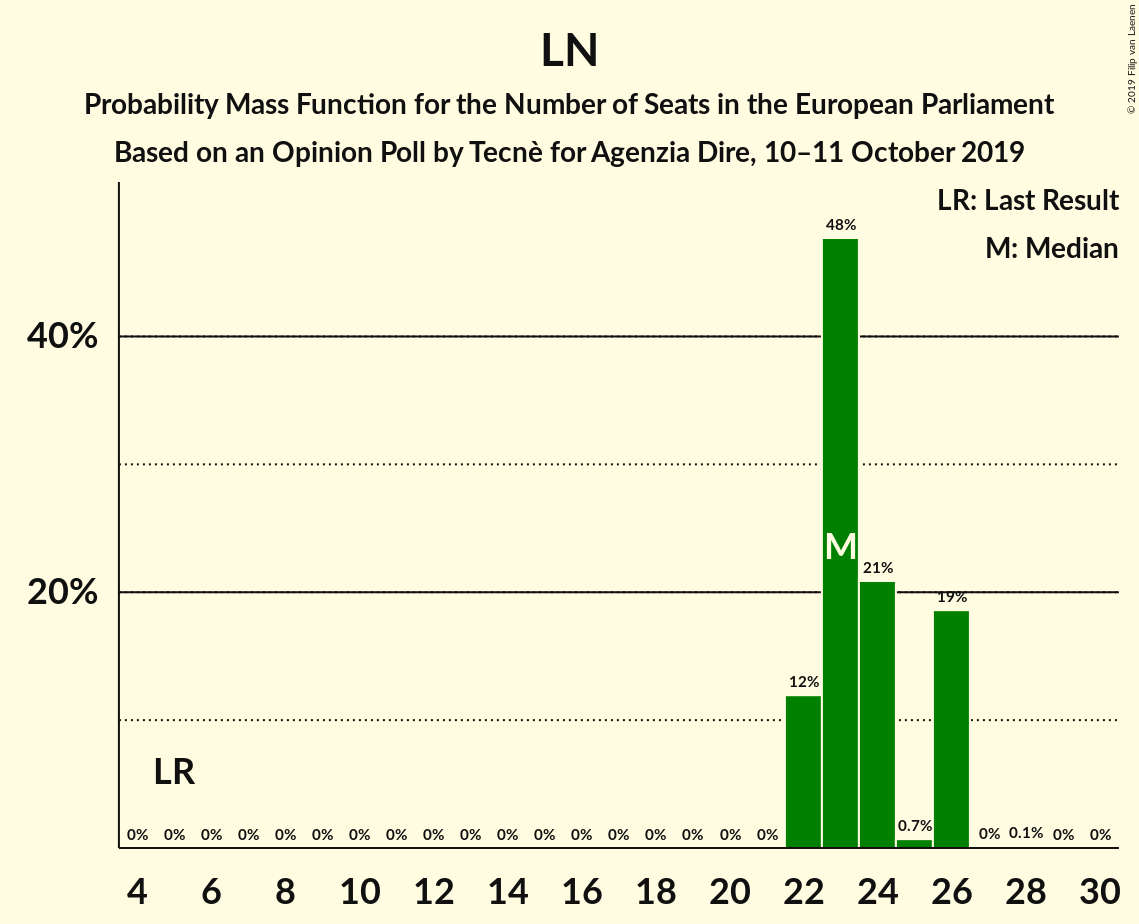 LN
Probability Mass Function for the Number of Seats in the European Parliament
Based on an Opinion Poll by Tecnè for Agenzia Dire, 10–11 October 2019
© 2019 Filip van Laenen
LR: Last Result
M: Median
48%
40%
M
21%
20%
19%
12%
LR
0% 0% 0% 0% 0% 0% 0% 0% 0% 0% 0% 0% 0% 0% 0% 0% 0% 0% 0.7% 0% 0.1% 0% 0%
4 6 8 10 12 14 16 18 20 22 24 26 28 30